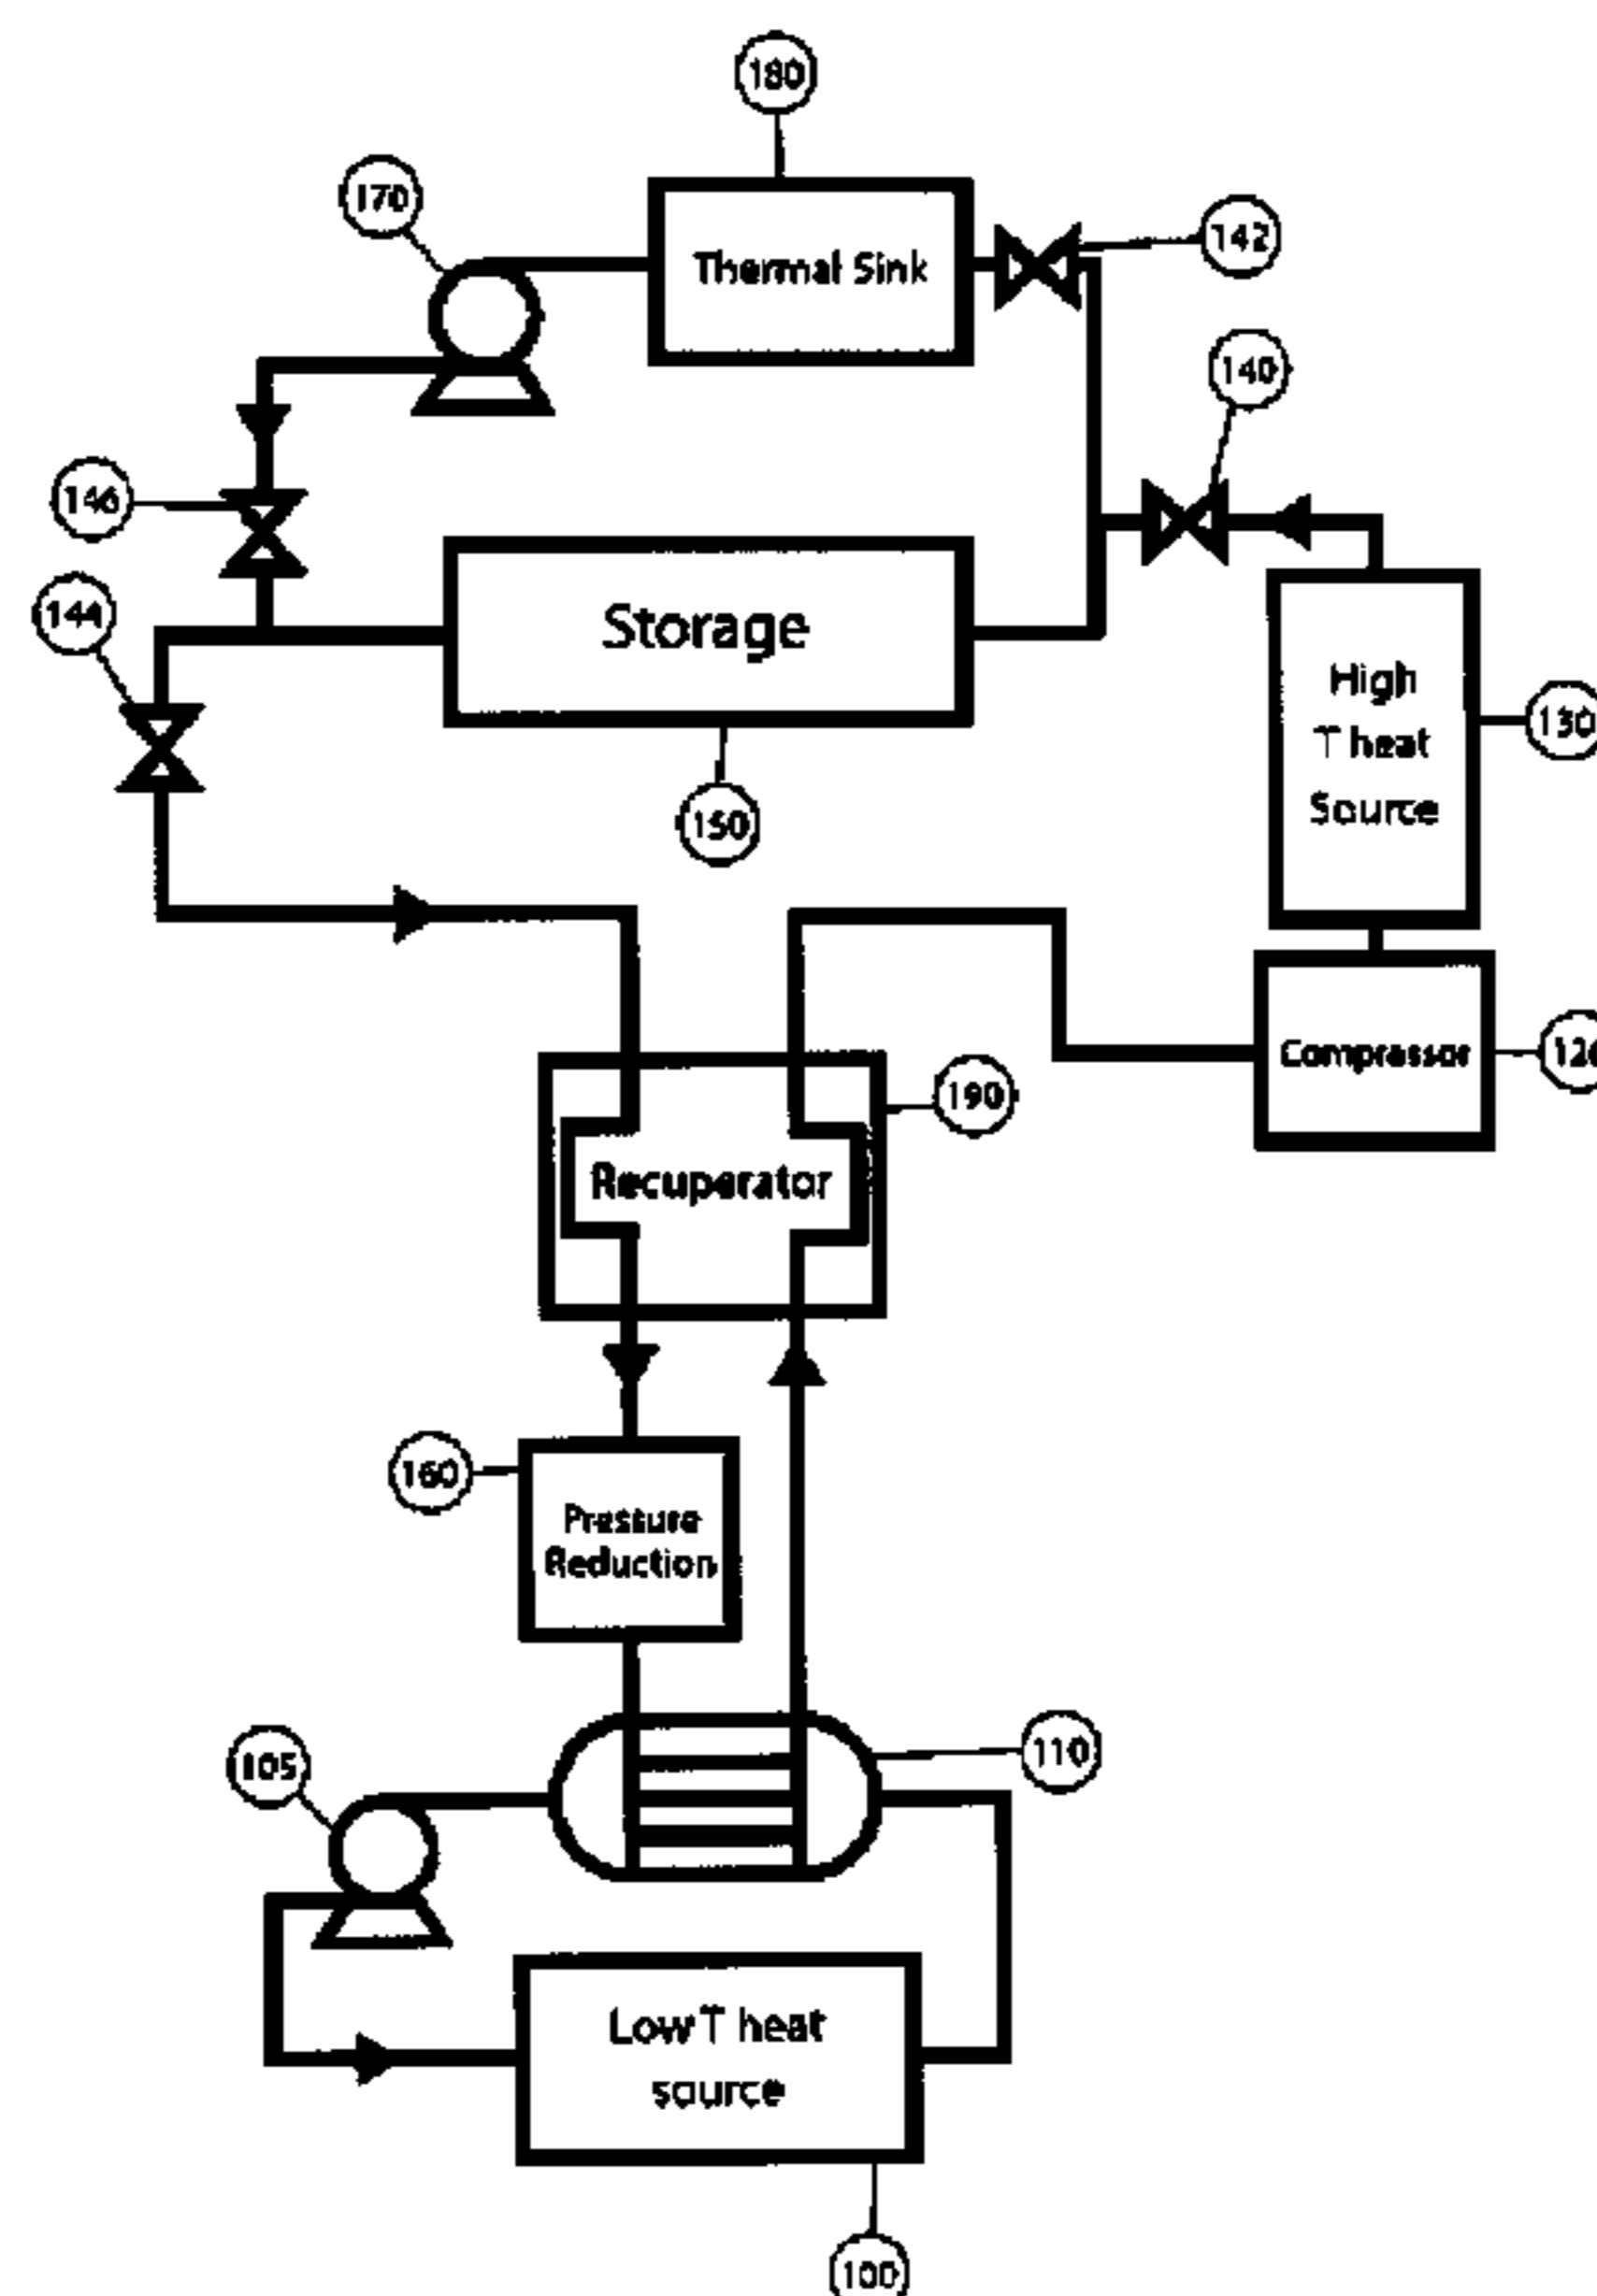 180
170
Thermal Sink
142
140
146
144
Storage
High
T heat
Source
130
150
Compressor
190
Recuperator
160
Pressure
Reduction
105
110
Low T heat
source
100